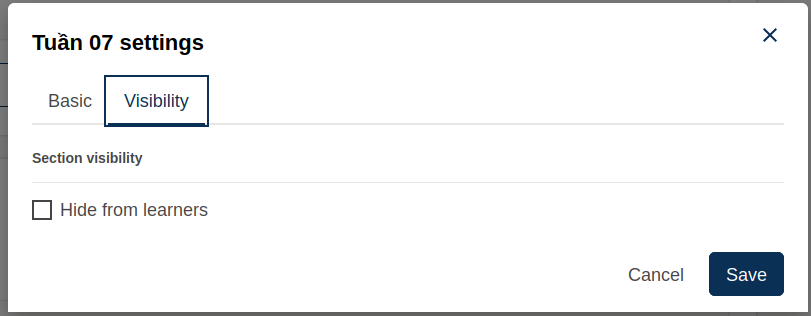 Tuần 07 settings
Basic
Visibility
Section visibility
Hide from learners
Cancel
Save